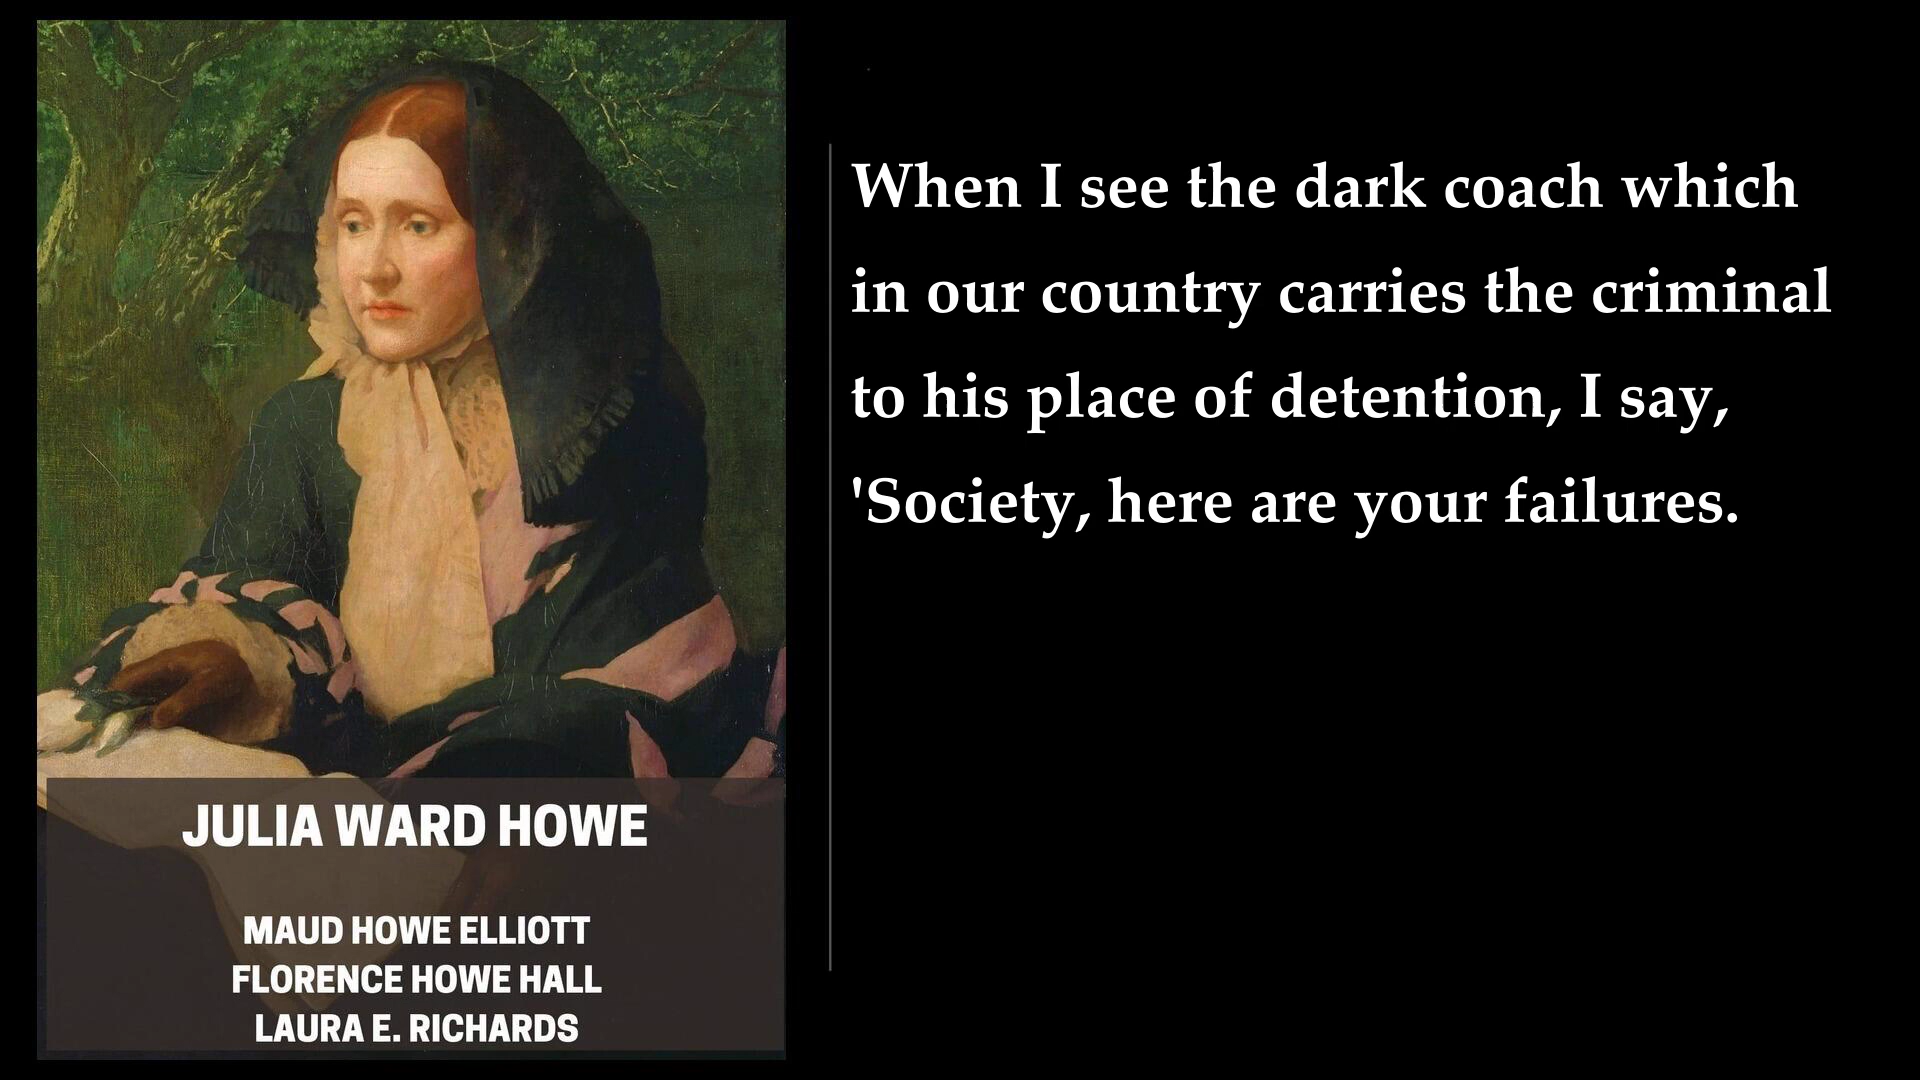 When I see the dark coach which
in our country carries the criminal
to his place of detention, I say,
'Society, here are your failures.
JULIA WARD HOWE
MAUD HOWE ELLIOTT
FLORENCE HOWE HALL
LAURA E. RICHARDS